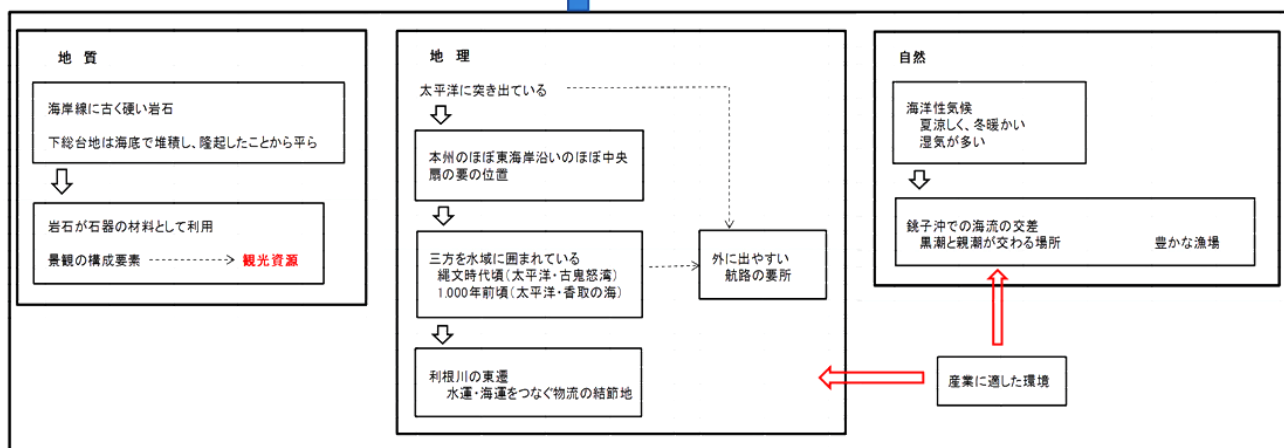 地 質
海岸線に古く硬い岩石
下総台地は海底で堆積し、隆起したことから平ら
岩石が石器の材料として利用
景観の構成要素
観光資源
地 理
太平洋に突き出ている
本州のほぼ東海岸沿いのほぼ中央
扇の要の位置
三方を水域に囲まれている
縄文時代頃(太平洋・古鬼怒湾)
1,000年前頃(太平洋・香取の海)
利根川の東遷
水運・海運をつなぐ物流の結節地
外に出やすい
航路の要所
自然
海洋性気候
夏涼しく、冬暖かい
湿気が多い
銚子沖での海流の交差
黒潮と親潮が交わる場所 豊かな漁場
産業に適した環境